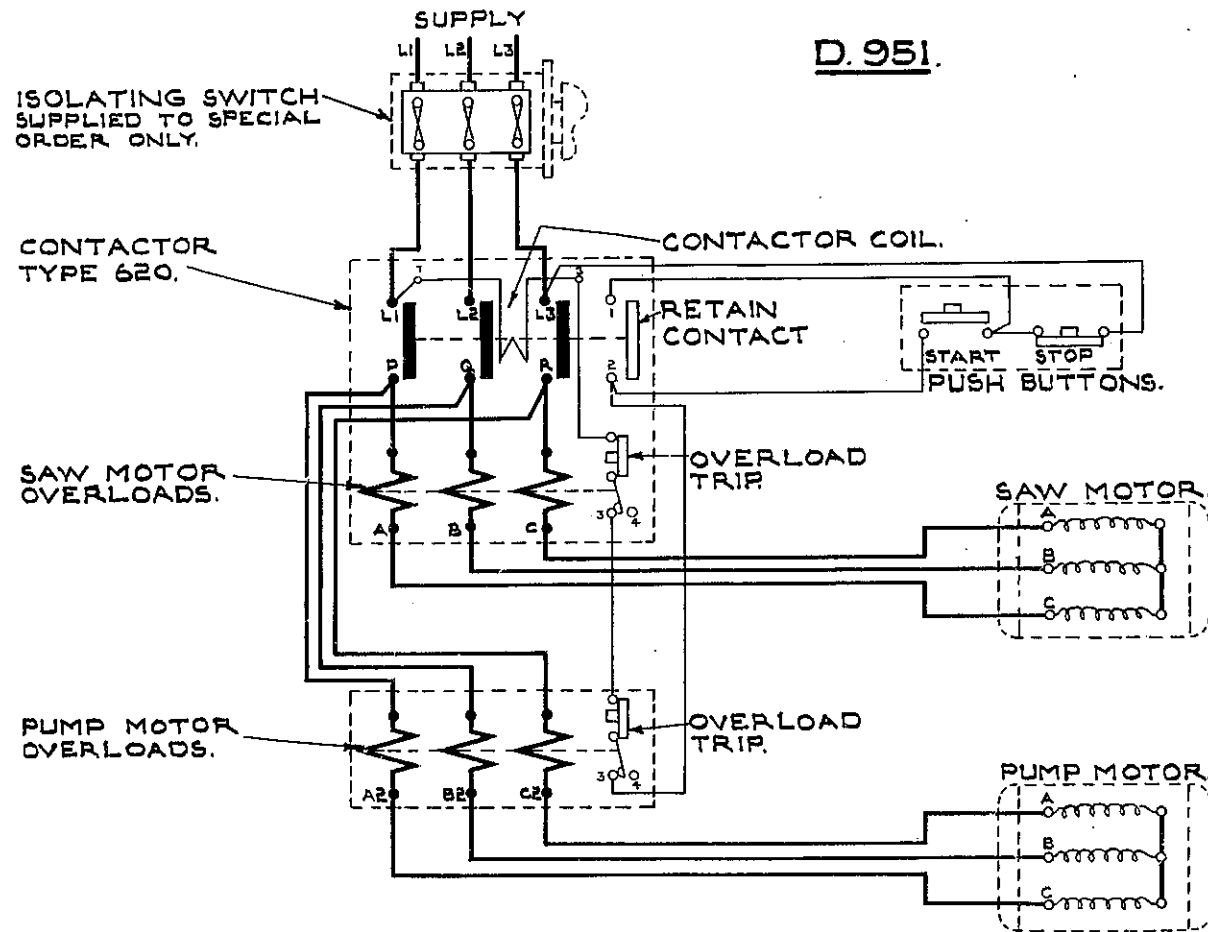 SUPPLY
L1 L2 L3
D.951.
ISOLATING SWITCH
SUPPLIED TO SPECIAL
ORDER ONLY.
CONTACTOR
TYPE 620.
CONTACTOR COIL.
L1 L2 L3
1
RETAIN
CONTACT
START STOP
PUSH BUTTONS.
2
SAW MOTOR
OVERLOADS.
OVERLOAD
TRIP.
3 4
A B C
SAW MOTOR.
A
B
C
PUMP MOTOR
OVERLOADS.
OVERLOAD
TRIP.
3 4
A2 B2 C2
PUMP MOTOR
A
B
C